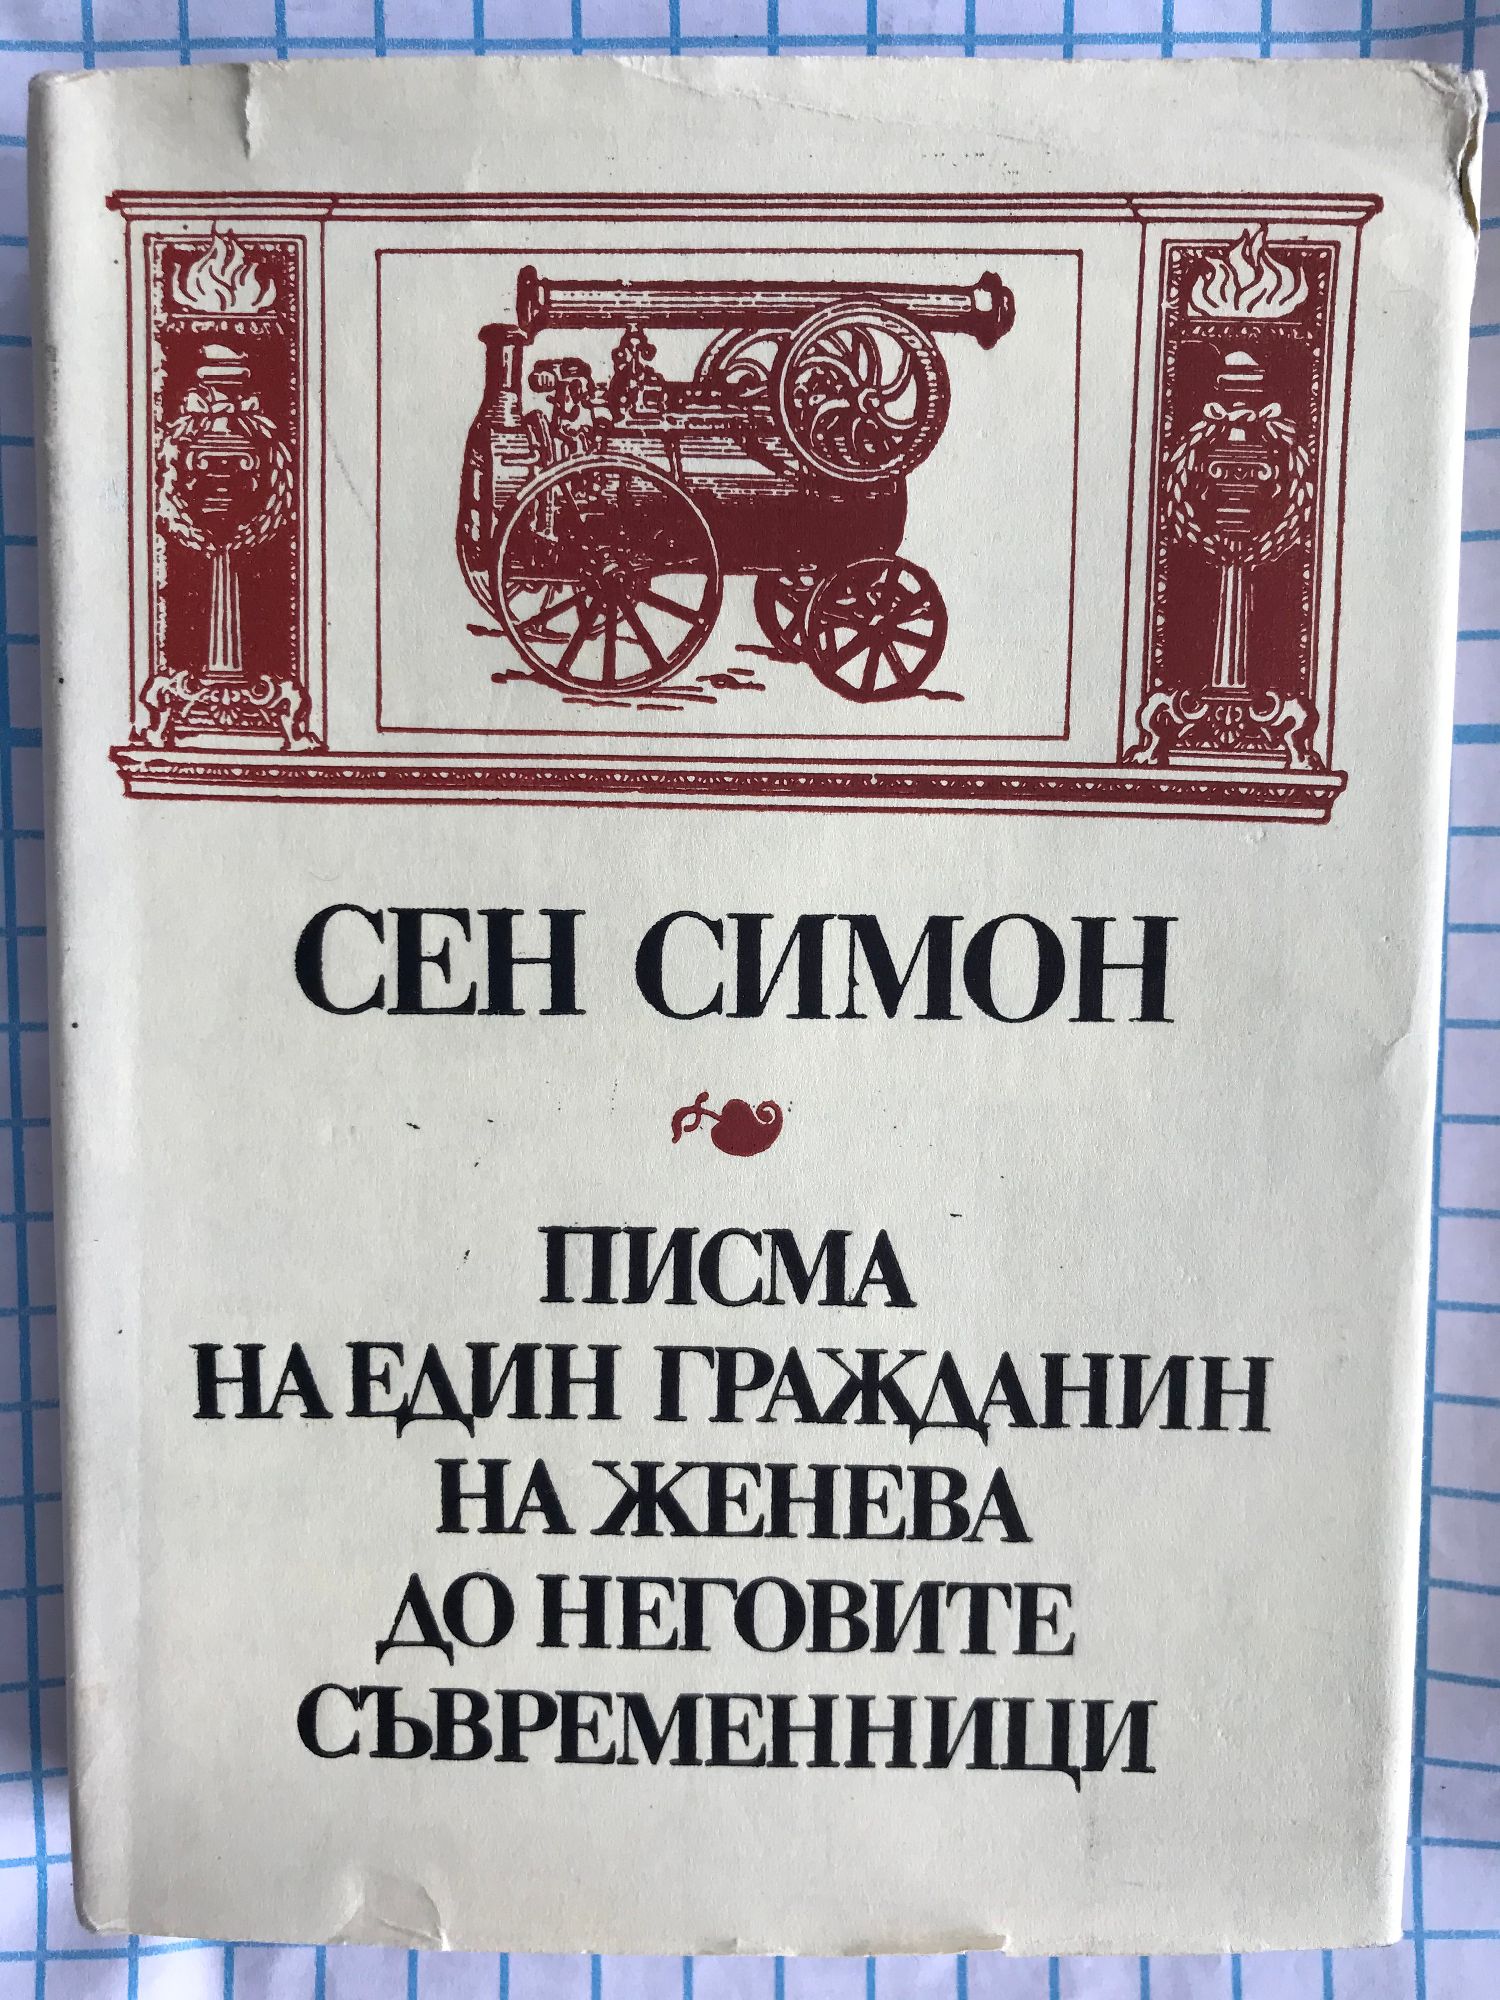 СЕН СИМОН
ПИСМА
НА ЕДИН ГРАЖДАНИН
НА ЖЕНЕВА
ДО НЕГОВИТЕ
СЪВРЕМЕННИЦИ